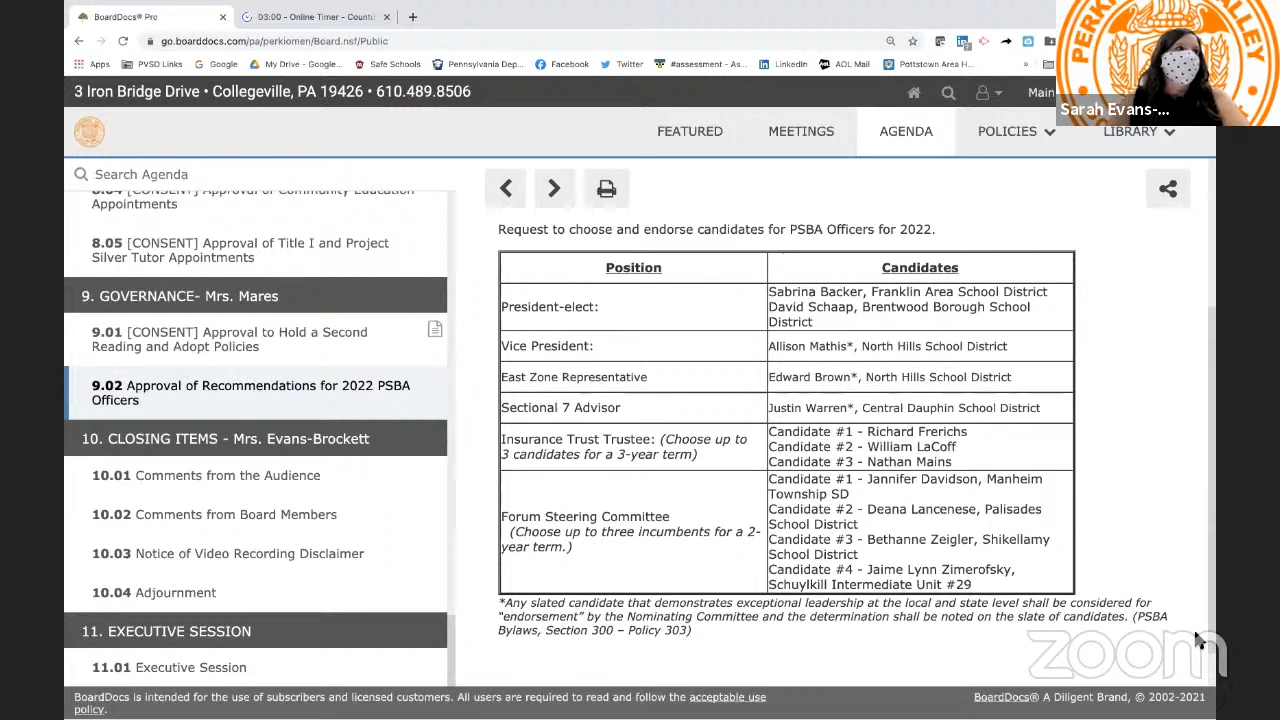 BoardDocs® Pro
03:00 - Online Timer - Countd
go.boarddocs.com/pa/perkiomen/Board.nsf/Public
Apps
PVSD Links
Google
My Drive - Google...
Safe Schools
Pennsylvania Dep...
Facebook
Twitter
#assessment - As...
LinkedIn
AOL Mail
Pottstown Area H...
»
PERKIOMEN VALLEY
Sarah Evans-...
3 Iron Bridge Drive • Collegeville, PA 19426 • 610.489.8506
Main
FEATURED
MEETINGS
AGENDA
POLICIES
LIBRARY
Search Agenda
8.04 [CONSENT] Approval of Community Education
Appointments
8.05 [CONSENT] Approval of Title I and Project
Silver Tutor Appointments
9. GOVERNANCE- Mrs. Mares
9.01 [CONSENT] Approval to Hold a Second
Reading and Adopt Policies
9.02 Approval of Recommendations for 2022 PSBA
Officers
10. CLOSING ITEMS - Mrs. Evans-Brockett
10.01 Comments from the Audience
10.02 Comments from Board Members
10.03 Notice of Video Recording Disclaimer
10.04 Adjournment
11. EXECUTIVE SESSION
11.01 Executive Session
Request to choose and endorse candidates for PSBA Officers for 2022.
Position
Candidates
President-elect:
Sabrina Backer, Franklin Area School District
David Schaap, Brentwood Borough School
District
Vice President:
Allison Mathis*, North Hills School District
East Zone Representative
Edward Brown*, North Hills School District
Sectional 7 Advisor
Justin Warren*, Central Dauphin School District
Insurance Trust Trustee: (Choose up to
3 candidates for a 3-year term)
Candidate #1 - Richard Frerichs
Candidate #2 - William LaCoff
Candidate #3 - Nathan Mains
Forum Steering Committee
(Choose up to three incumbents for a 2-
year term.)
Candidate #1 - Jannifer Davidson, Manheim
Township SD
Candidate #2 - Deana Lancenese, Palisades
School District
Candidate #3 - Bethanne Zeigler, Shikellamy
School District
Candidate #4 - Jaime Lynn Zimerofsky,
Schuylkill Intermediate Unit #29
*Any slated candidate that demonstrates exceptional leadership at the local and state level shall be considered for
"endorsement" by the Nominating Committee and the determination shall be noted on the slate of candidates. (PSBA
Bylaws, Section 300 – Policy 303)
zoom
BoardDocs is intended for the use of subscribers and licensed customers. All users are required to read and follow the acceptable use
policy.
BoardDocs® A Diligent Brand, © 2002-2021